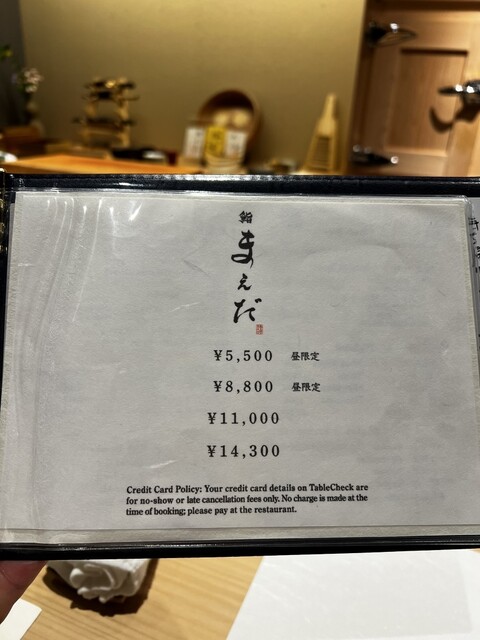 鮨
まえだ
¥5,500 昼限定
¥8,800 昼限定
¥11,000
¥14,300
Credit Card Policy: Your credit card details on TableCheck are
for no-show or late cancellation fees only. No charge is made at the
time of booking; please pay at the restaurant.